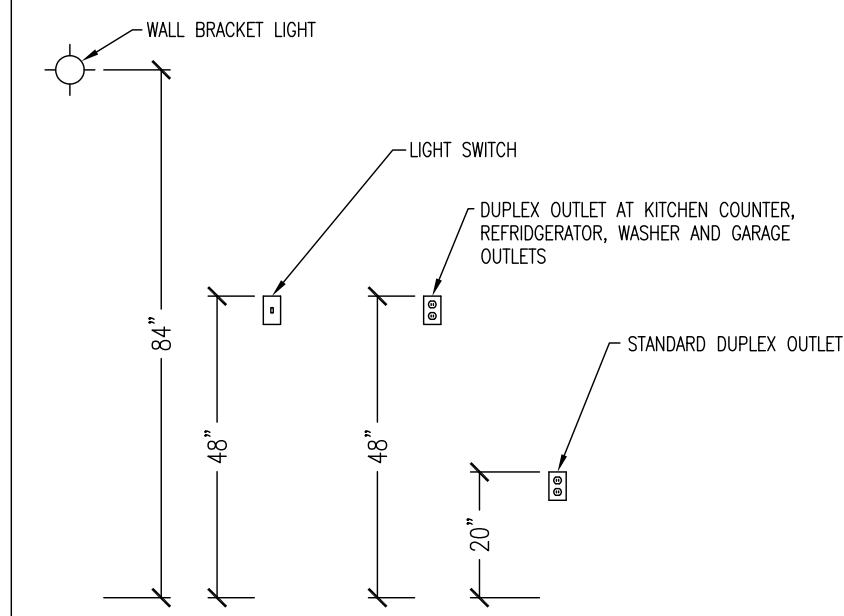 WALL BRACKET LIGHT
LIGHT SWITCH
DUPLEX OUTLET AT KITCHEN COUNTER,
REFRIDGERATOR, WASHER AND GARAGE
OUTLETS
STANDARD DUPLEX OUTLET
84"
48"
48"
20"